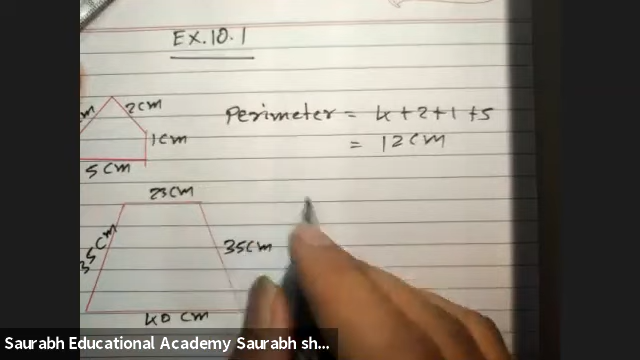 EX.10.1
2cm
Perimeter = 4+2+1+5
1cm
= 12cm
5cm
23cm
35cm
35cm
40 cm
Saurabh Educational Academy Saurabh sh...